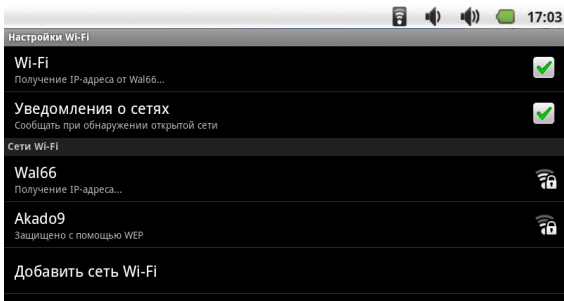 17:03
Настройки Wi-Fi
Wi-Fi
Получение IP-адреса от Wal66...
Уведомления о сетях
Сообщать при обнаружении открытой сети
Сети Wi-Fi
Wal66
Получение IP-адреса...
Akado9
Защищено с помощью WEP
Добавить сеть Wi-Fi